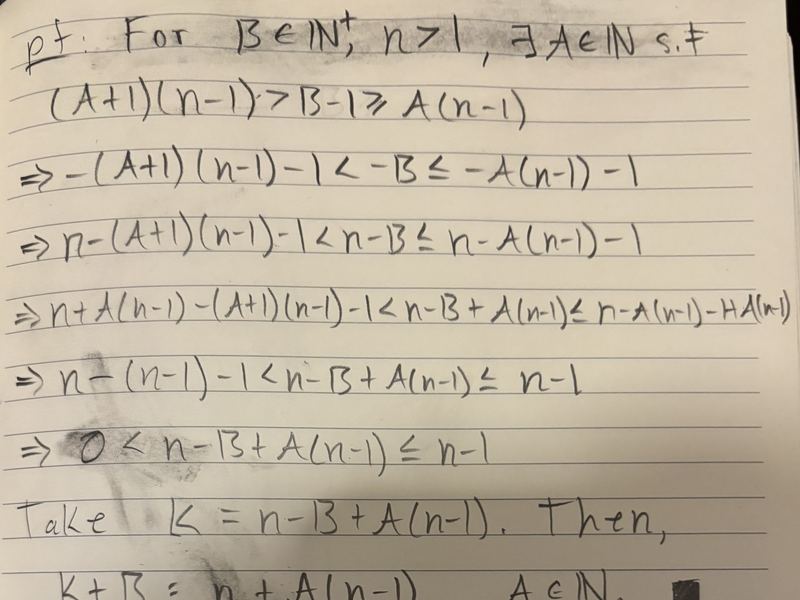 pf: For B ∈ ℕ⁺, n > 1, ∃ A ∈ ℕ s.t
(A+1)(n-1) > B-1 ≥ A(n-1)
⇒ -(A+1)(n-1)-1 < -B ≤ -A(n-1)-1
⇒ n-(A+1)(n-1)-1 < n-B ≤ n-A(n-1)-1
⇒ n+A(n-1)-(A+1)(n-1)-1 < n-B+A(n-1) ≤ n-A(n-1)-1+A(n-1)
⇒ n-(n-1)-1 < n-B+A(n-1) ≤ n-1
⇒ 0 < n-B+A(n-1) ≤ n-1
Take K = n-B+A(n-1). Then,
K+B = n+A(n-1) A ∈ ℕ. ■